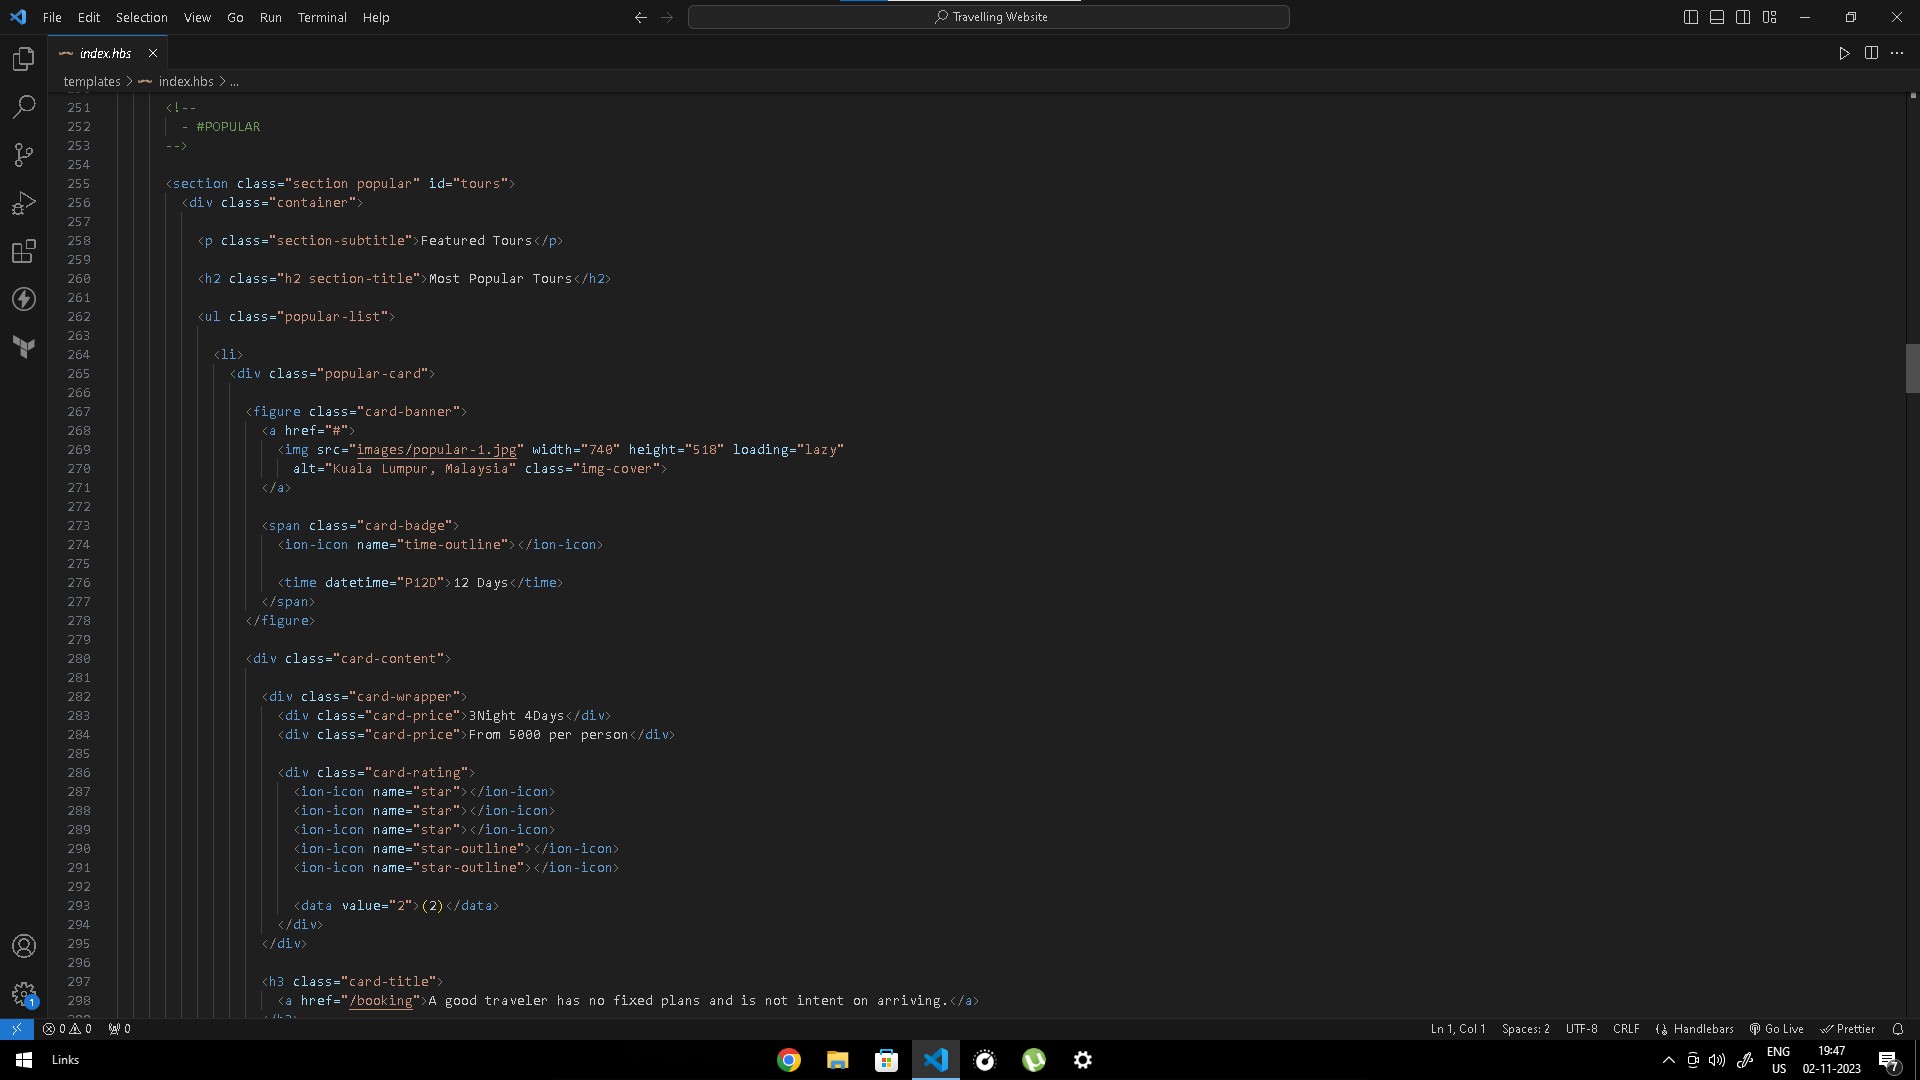 File Edit Selection View Go Run Terminal Help
Travelling Website
index.hbs
templates > index.hbs > ...
251 <!--
252 - #POPULAR
253 -->
254
255 <section class="section popular" id="tours">
256 <div class="container">
257
258 <p class="section-subtitle">Featured Tours</p>
259
260 <h2 class="h2 section-title">Most Popular Tours</h2>
261
262 <ul class="popular-list">
263
264 <li>
265 <div class="popular-card">
266
267 <figure class="card-banner">
268 <a href="#">
269 <img src="images/popular-1.jpg" width="740" height="518" loading="lazy"
270 alt="Kuala Lumpur, Malaysia" class="img-cover">
271 </a>
272
273 <span class="card-badge">
274 <ion-icon name="time-outline"></ion-icon>
275
276 <time datetime="P12D">12 Days</time>
277 </span>
278 </figure>
279
280 <div class="card-content">
281
282 <div class="card-wrapper">
283 <div class="card-price">3Night 4Days</div>
284 <div class="card-price">From 5000 per person</div>
285
286 <div class="card-rating">
287 <ion-icon name="star"></ion-icon>
288 <ion-icon name="star"></ion-icon>
289 <ion-icon name="star"></ion-icon>
290 <ion-icon name="star-outline"></ion-icon>
291 <ion-icon name="star-outline"></ion-icon>
292
293 <data value="2">(2)</data>
294 </div>
295 </div>
296
297 <h3 class="card-title">
298 <a href="/booking">A good traveler has no fixed plans and is not intent on arriving.</a>
1
0 0 0 Ln 1, Col 1 Spaces: 2 UTF-8 CRLF Handlebars Go Live Prettier
Links
ENG
US
19:47
02-11-2023
7